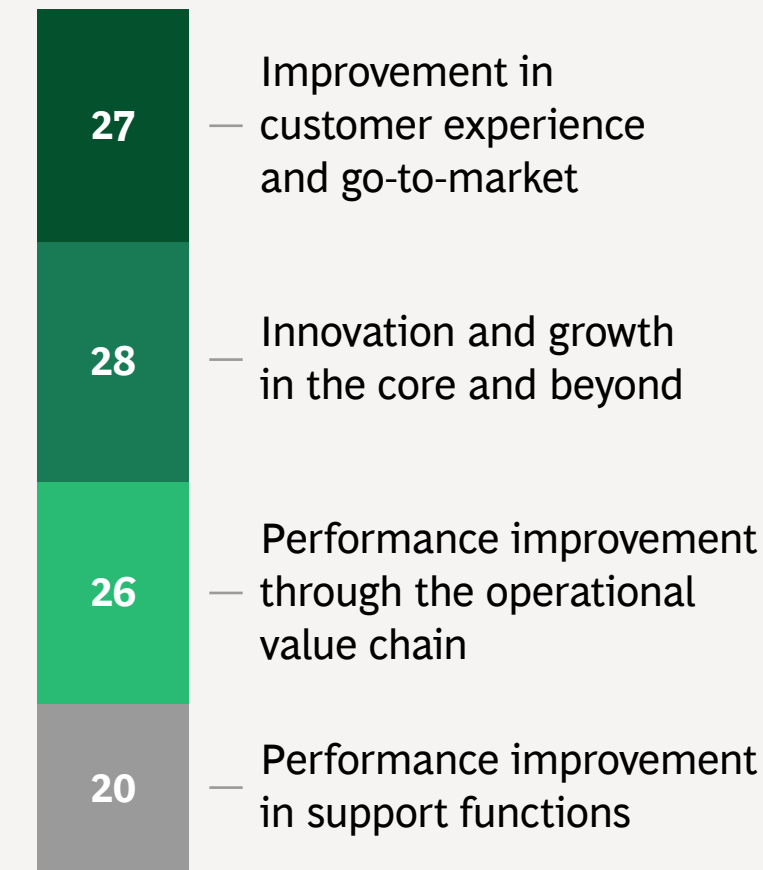 27
Improvement in
customer experience
and go-to-market
28
Innovation and growth
in the core and beyond
26
Performance improvement
through the operational
value chain
20
Performance improvement
in support functions